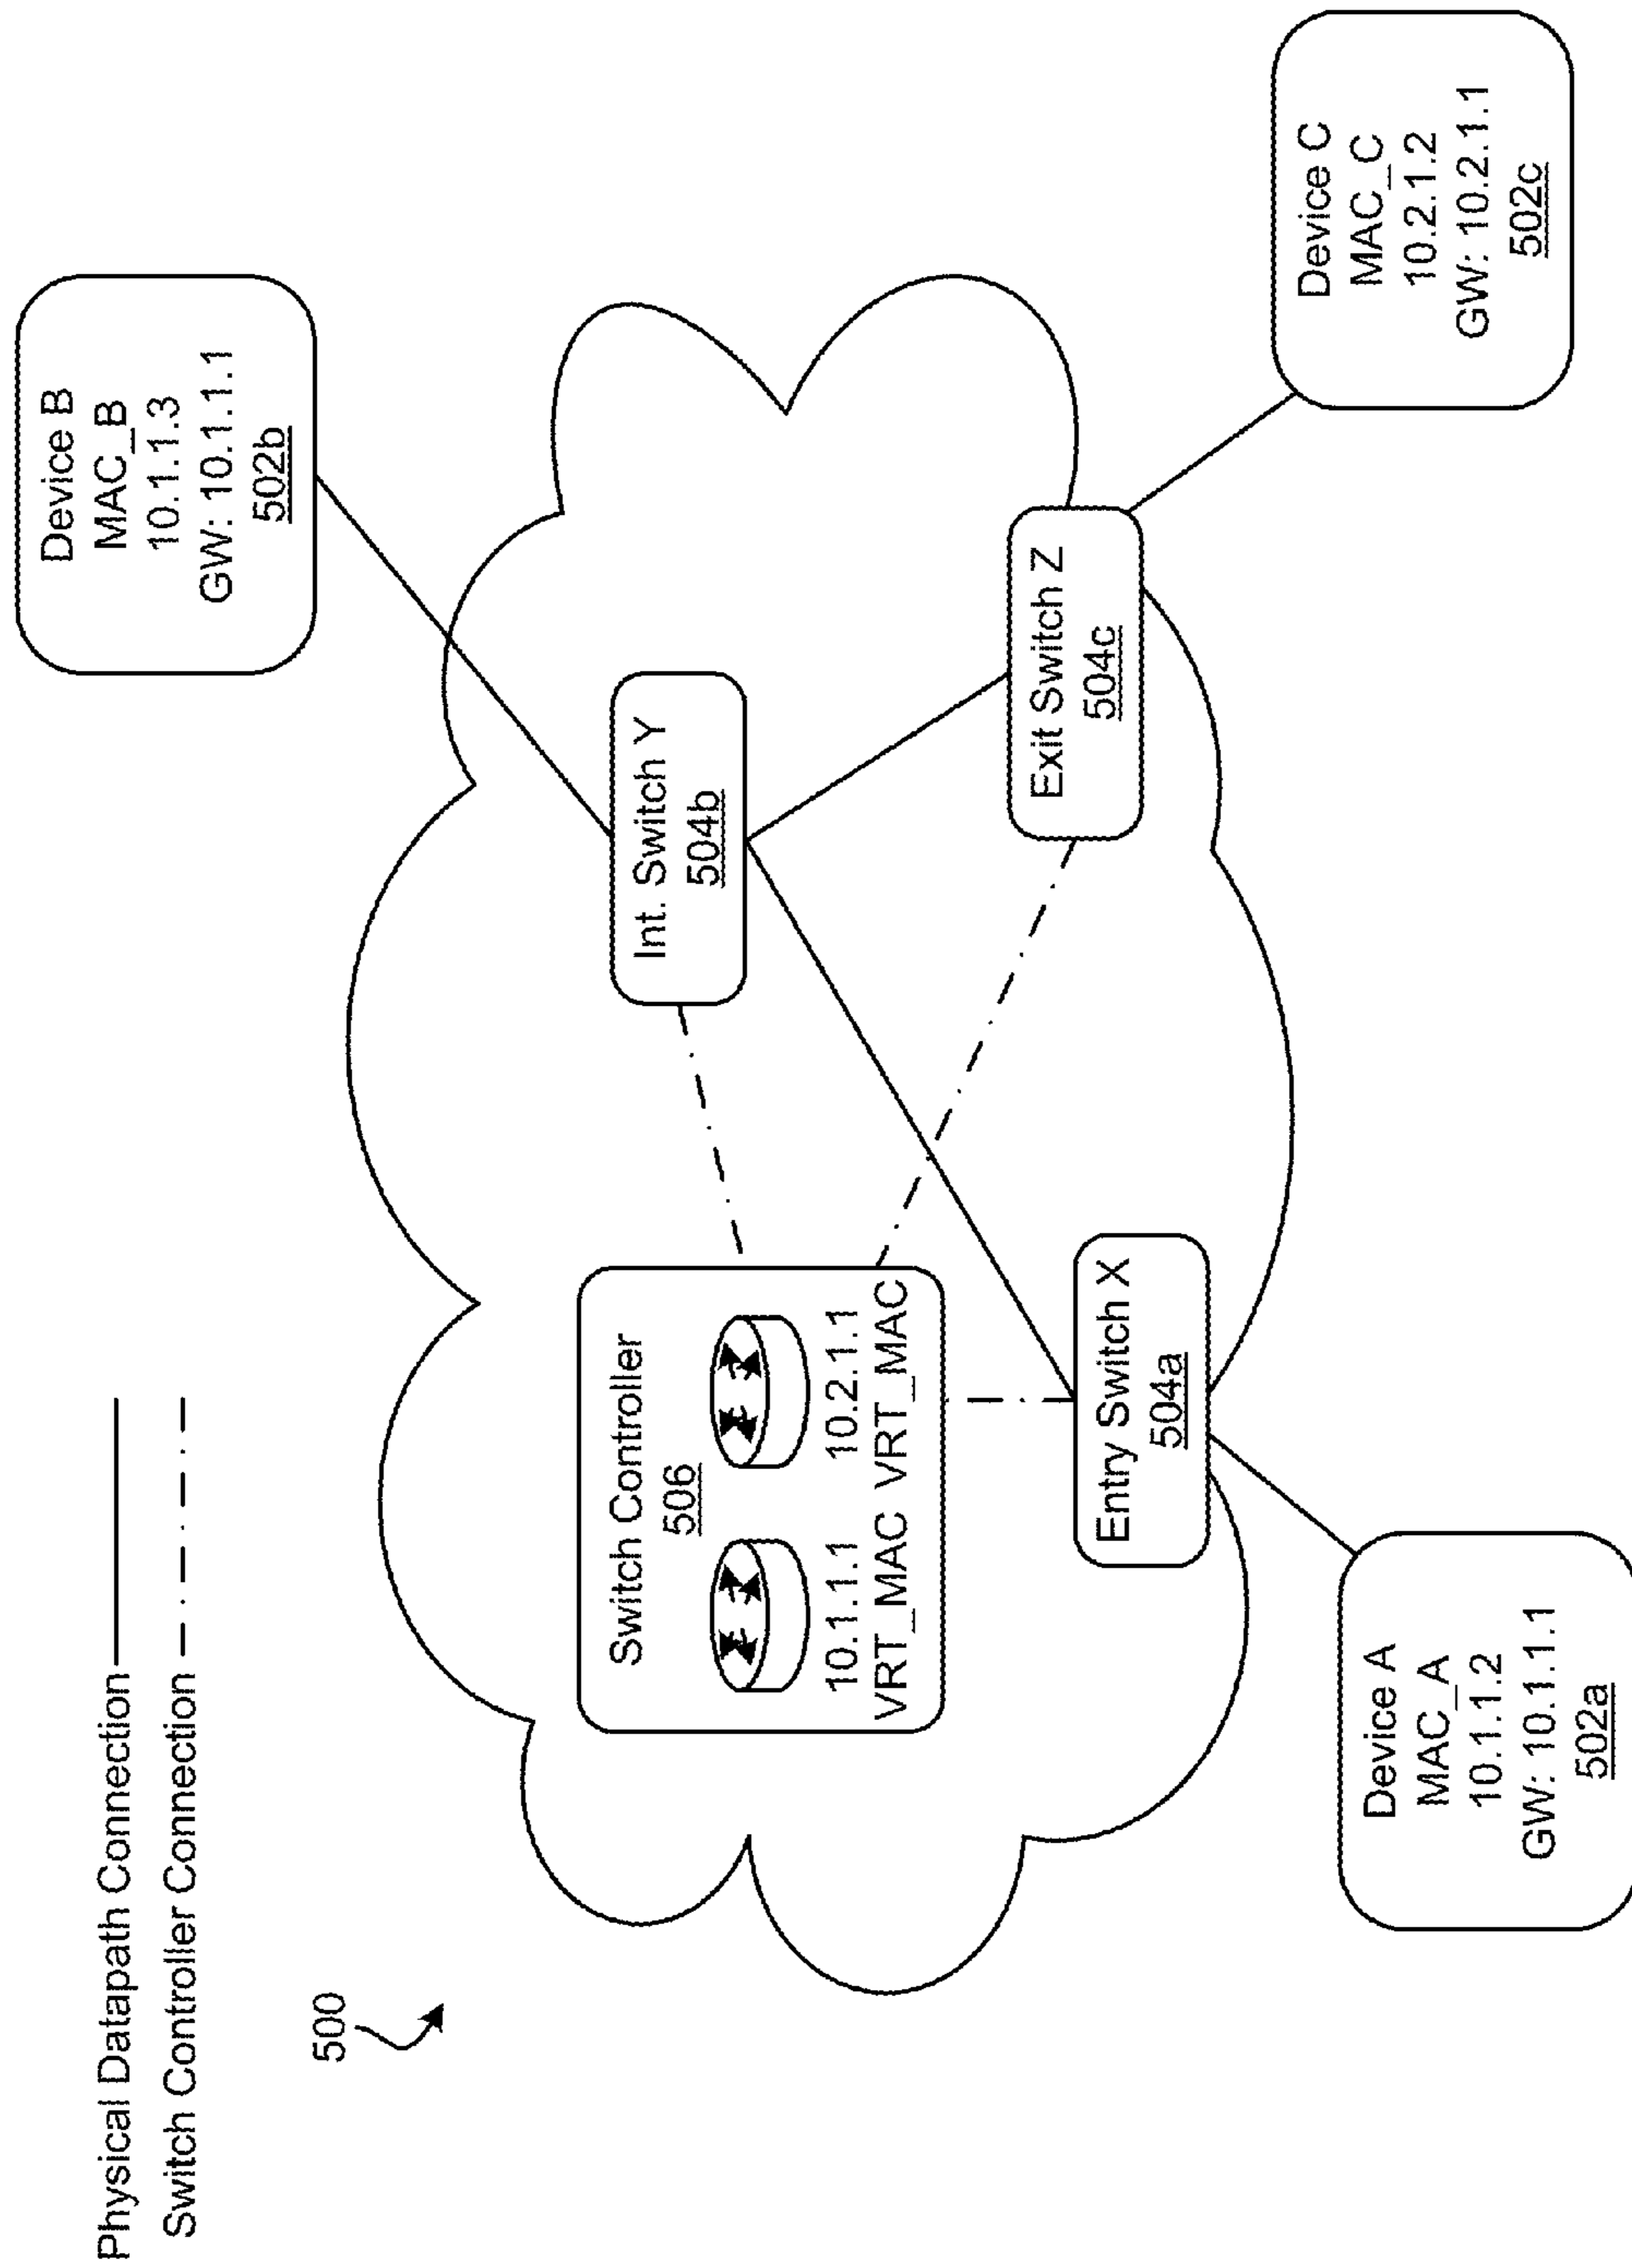 Physical Datapath Connection
Switch Controller Connection
500
Device B
MAC_B
10.1.1.3
GW: 10.1.1.1
502b
Switch Controller
506
10.1.1.1 10.2.1.1
VRT_MAC VRT_MAC
Int. Switch Y
504b
Entry Switch X
504a
Exit Switch Z
504c
Device A
MAC_A
10.1.1.2
GW: 10.1.1.1
502a
Device C
MAC_C
10.2.1.2
GW: 10.2.1.1
502c